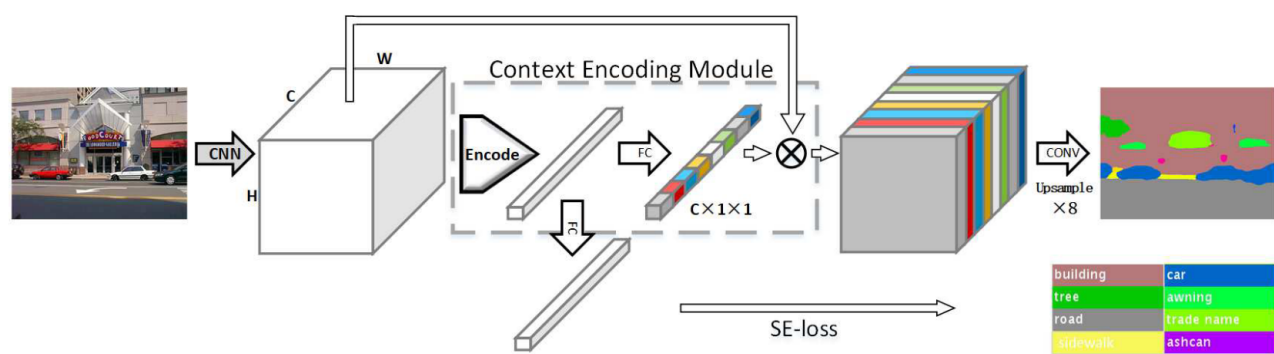 W
Context Encoding Module
C
CNN
H
Encode
FC
C×1×1
FC
CONV
Upsample
×8
SE-loss
building
car
tree
awning
road
trade name
sidewalk
ashcan